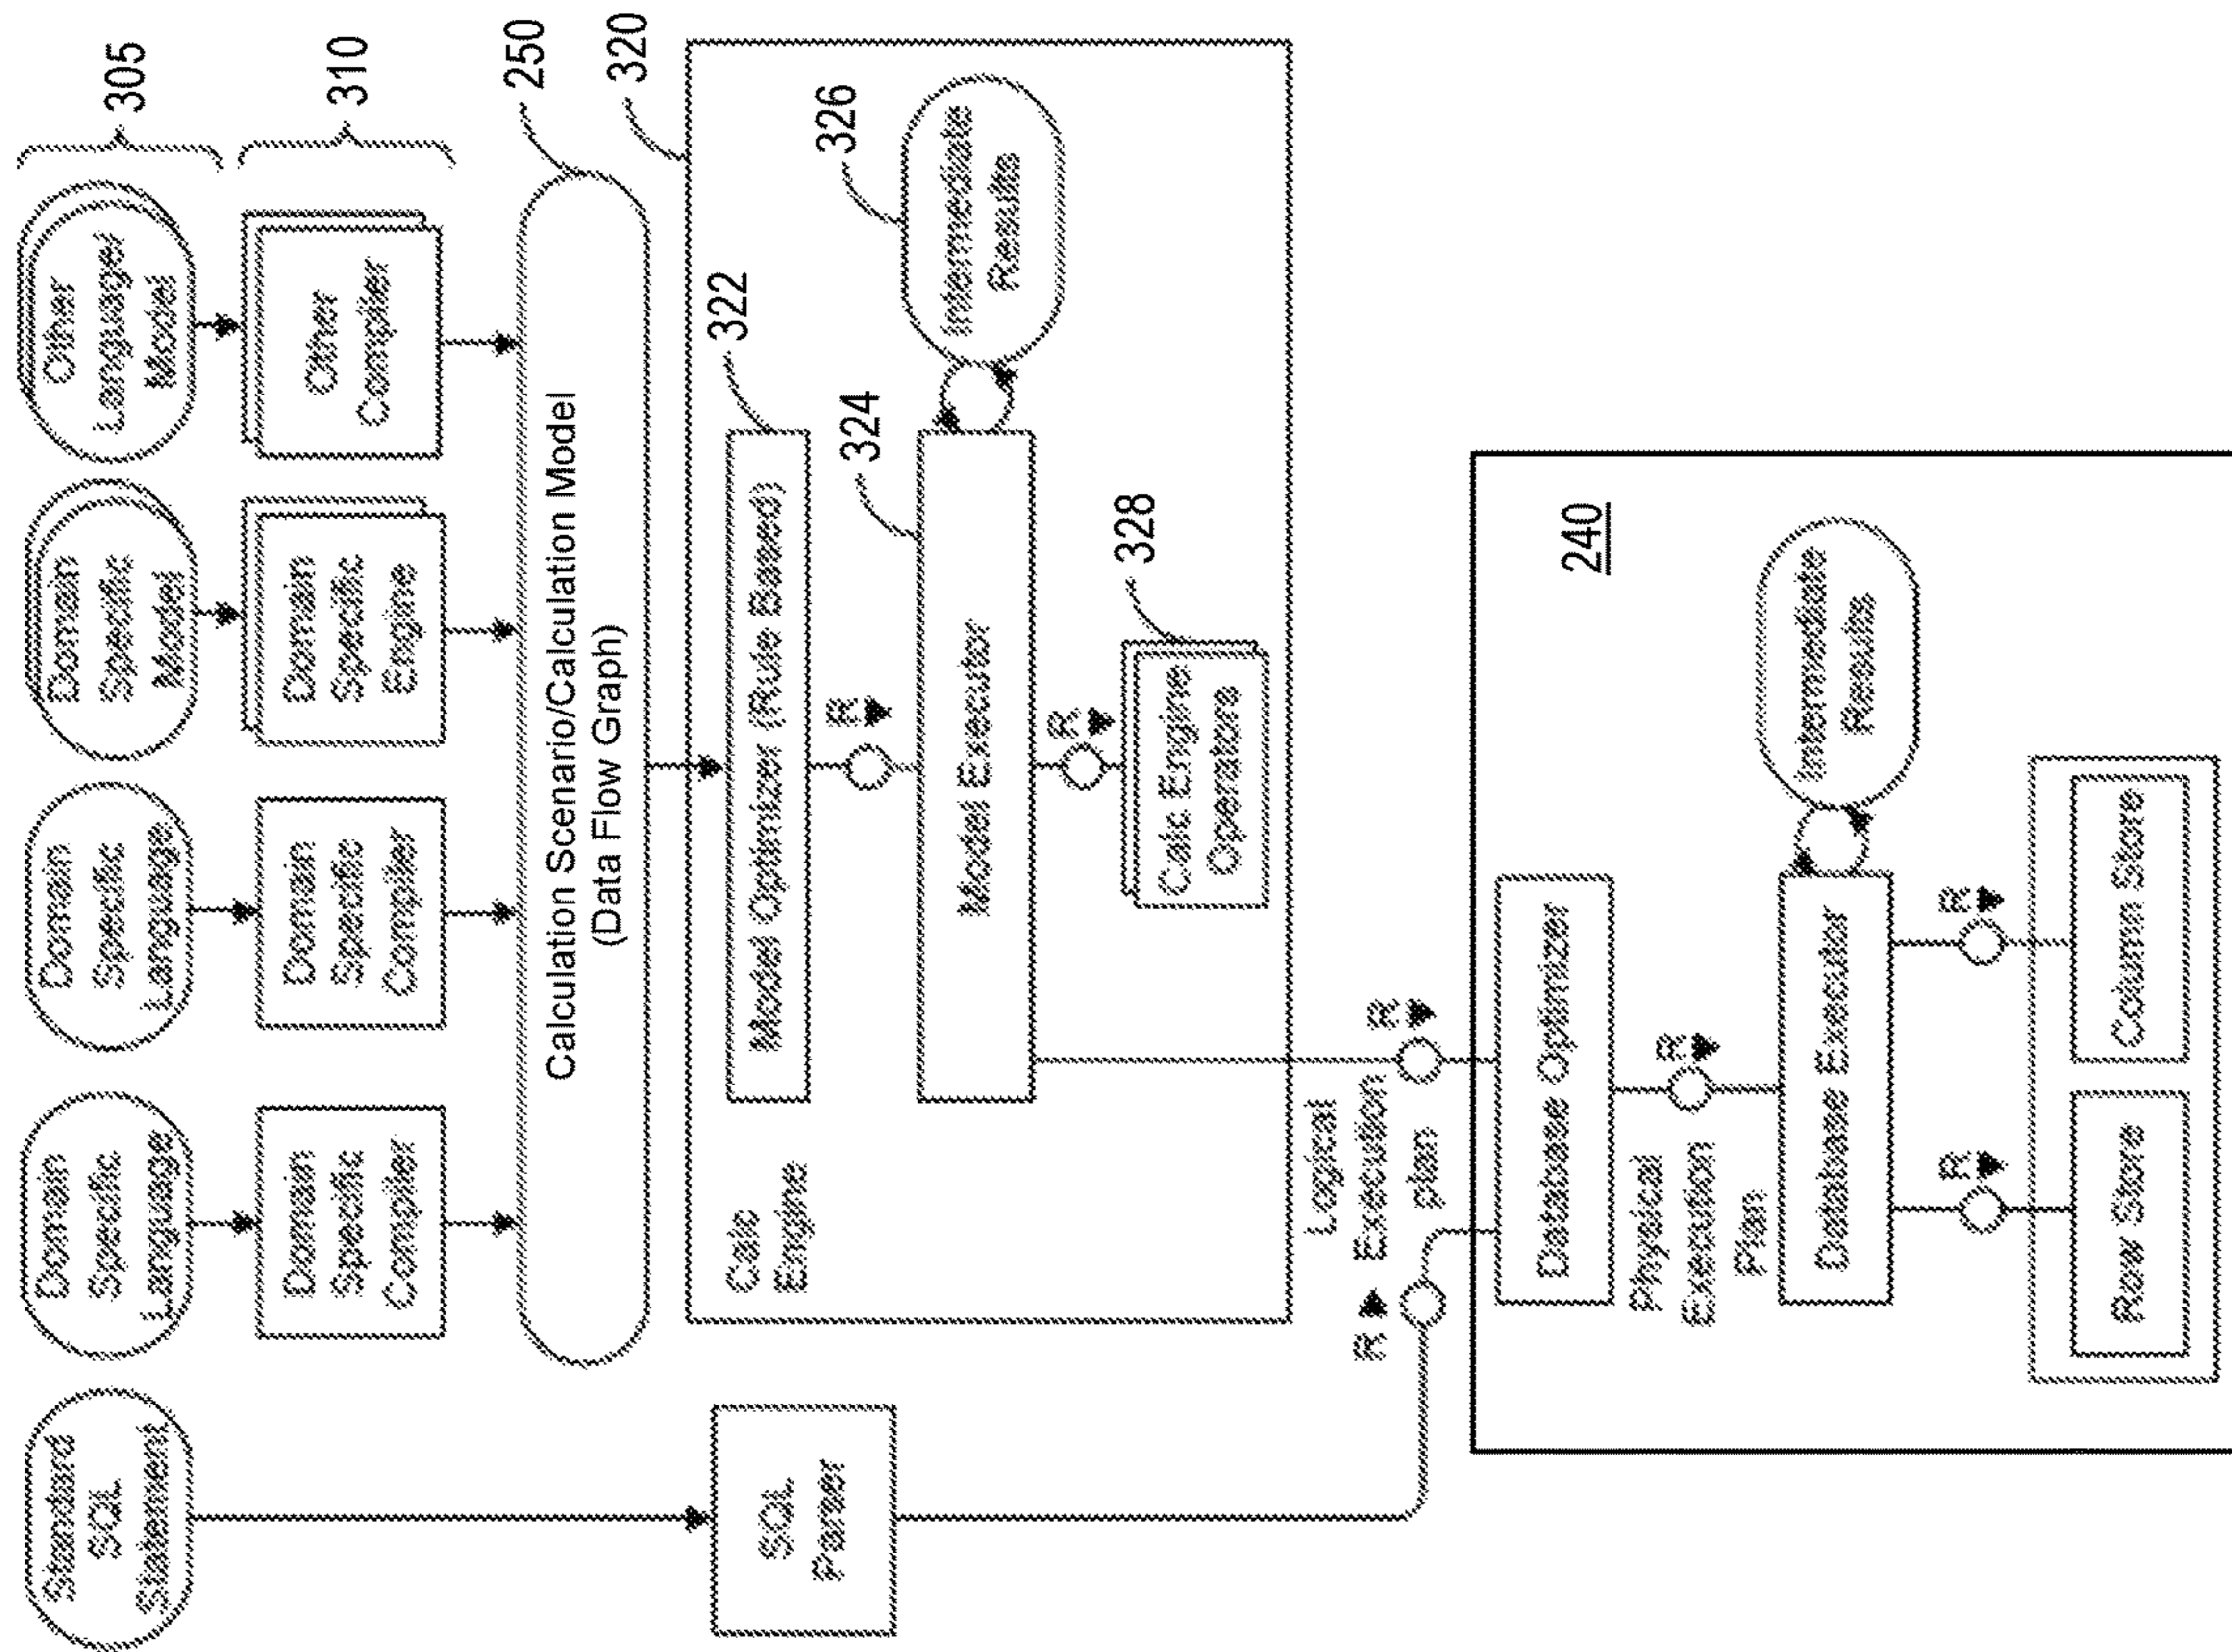 Standard
SQL
Statement
Domain
Specific
Language
Domain
Specific
Language
Domain
Specific
Model
Other
Language/
Model
305
Domain
Specific
Compiler
Domain
Specific
Compiler
Domain
Specific
Engine
Other
Compiler
310
Calculation Scenario/Calculation Model
(Data Flow Graph)
250
320
SQL
Parser
Calc
Engine
Model Optimizer (Rule Based)
322
R
Model Executor
324
Intermediate
Results
326
R
Calc Engine
Operators
328
Logical
Execution
plan
R
R
240
Database Optimizer
Physical
Execution
Plan
R
Database Executor
Intermediate
Results
R
R
Row Store
Column Store